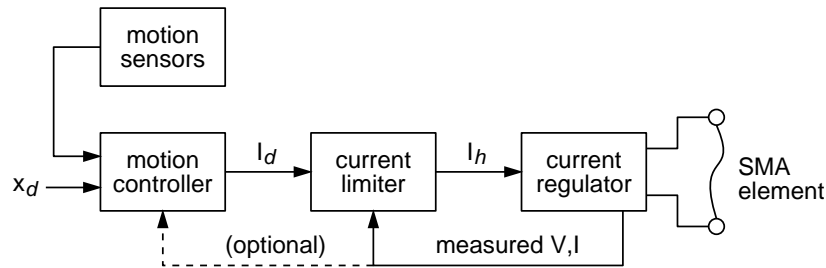 motion
sensors
motion
controller
I_d
current
limiter
I_h
current
regulator
SMA
element
x_d
(optional)
measured V,I